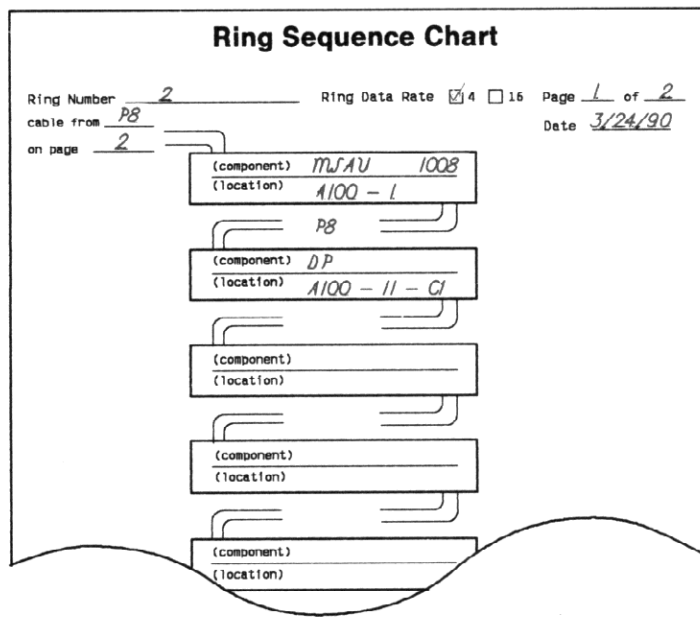 Ring Sequence Chart
Ring Number 2 Ring Data Rate ☑ 4 ☐ 16 Page 1 of 2
cable from P8 Date 3/24/90
on page 2
(component) MSAU 1008
(location) A100 - 1
P8
(component) DP
(location) A100 - 11 - C1
(component)
(location)
(component)
(location)
(component)
(location)